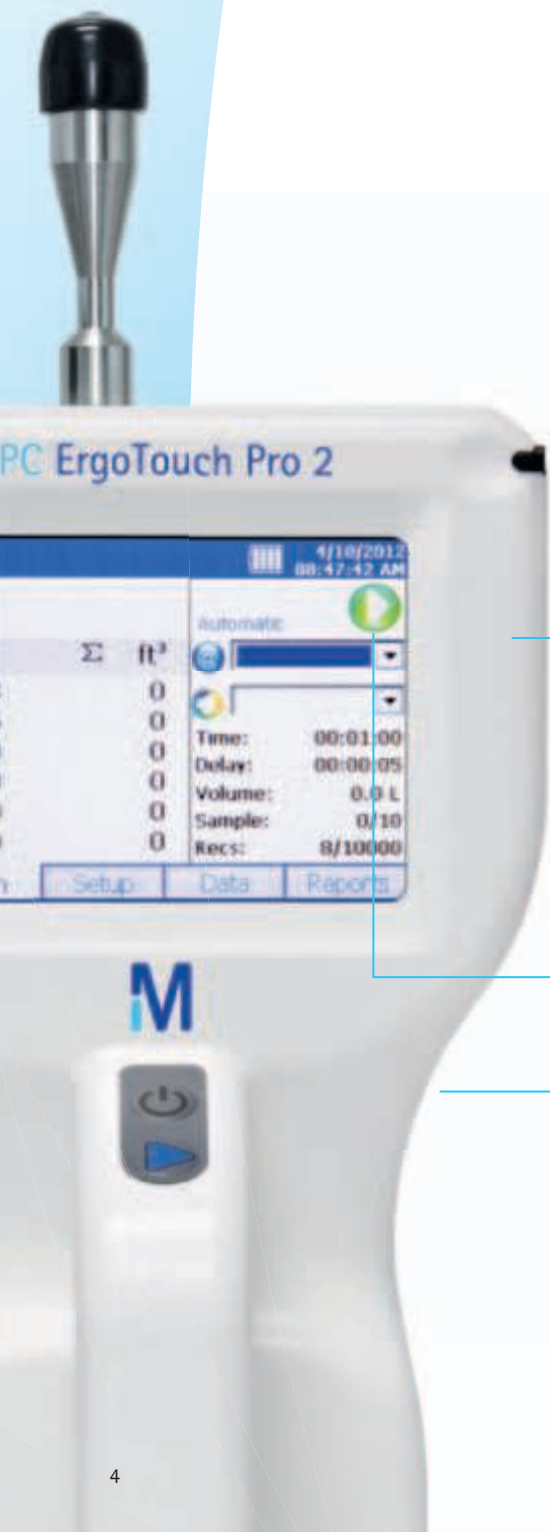 PC ErgoTouch Pro 2
4/10/2012
08:47:42 AM
Automatic
Σ ft³
0
0
0
0
0
0
Time: 00:01:00
Delay: 00:00:05
Volume: 0.0 L
Sample: 0/10
Recs: 8/10000
Setup Data Reports
M
4